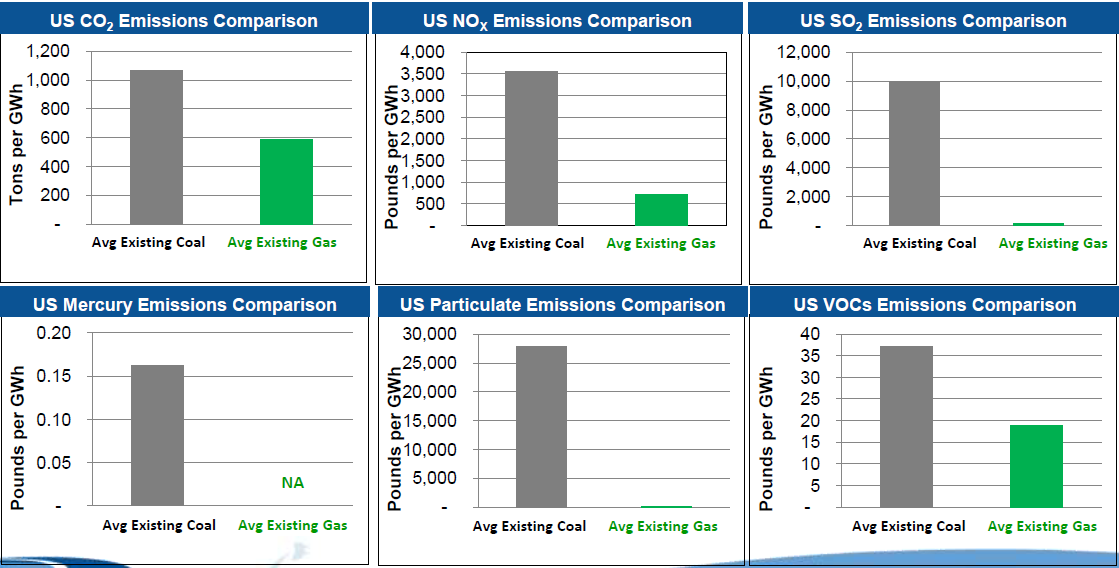 US CO₂ Emissions Comparison
Tons per GWh
1,200
1,000
800
600
400
200
-
Avg Existing Coal
Avg Existing Gas
US NOₓ Emissions Comparison
Pounds per GWh
4,000
3,500
3,000
2,500
2,000
1,500
1,000
500
-
Avg Existing Coal
Avg Existing Gas
US SO₂ Emissions Comparison
Pounds per GWh
12,000
10,000
8,000
6,000
4,000
2,000
-
Avg Existing Coal
Avg Existing Gas
US Mercury Emissions Comparison
Pounds per GWh
0.20
0.15
0.10
0.05
-
NA
Avg Existing Coal
Avg Existing Gas
US Particulate Emissions Comparison
Pounds per GWh
30,000
25,000
20,000
15,000
10,000
5,000
-
Avg Existing Coal
Avg Existing Gas
US VOCs Emissions Comparison
Pounds per GWh
40
35
30
25
20
15
10
5
-
Avg Existing Coal
Avg Existing Gas